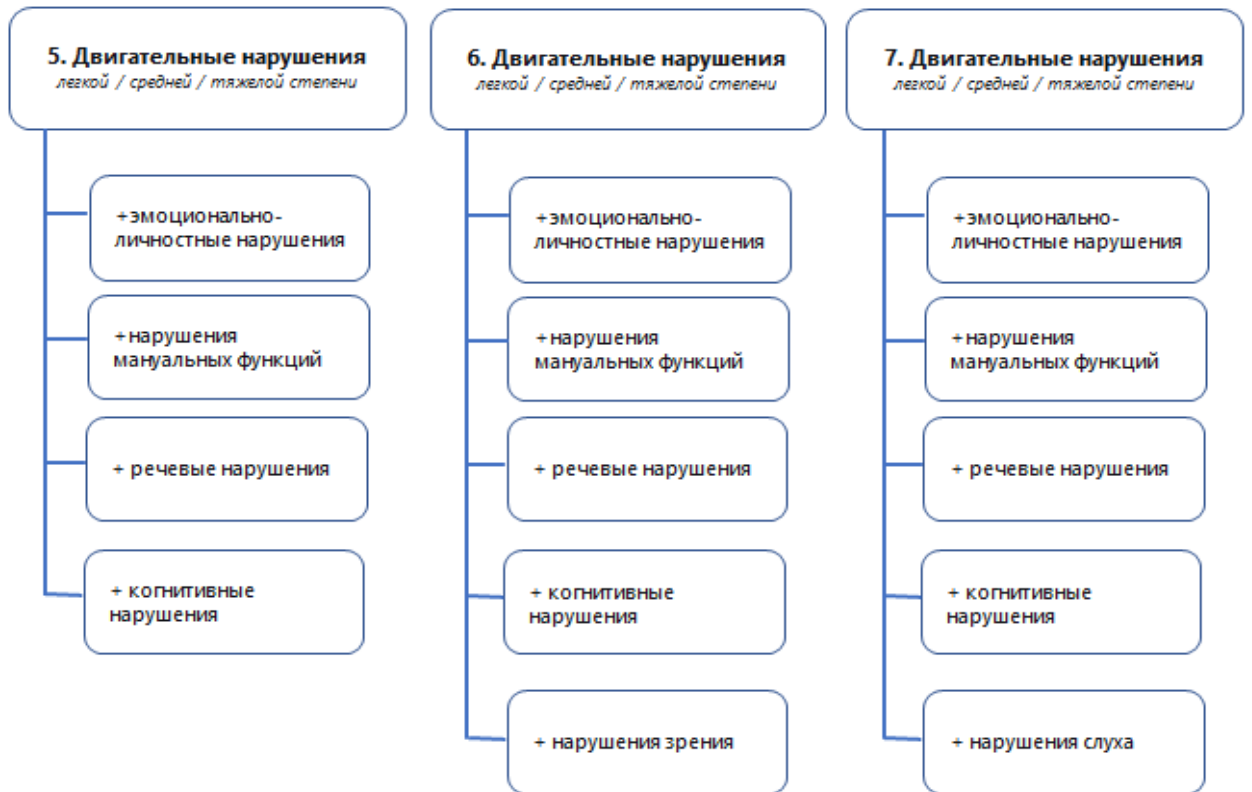 5. Двигательные нарушения
легкой / средней / тяжелой степени
+эмоционально-
личностные нарушения
+нарушения
мануальных функций
+ речевые нарушения
+ когнитивные
нарушения
6. Двигательные нарушения
легкой / средней / тяжелой степени
+эмоционально-
личностные нарушения
+нарушения
мануальных функций
+ речевые нарушения
+ когнитивные
нарушения
+ нарушения зрения
7. Двигательные нарушения
легкой / средней / тяжелой степени
+эмоционально-
личностные нарушения
+нарушения
мануальных функций
+ речевые нарушения
+ когнитивные
нарушения
+ нарушения слуха